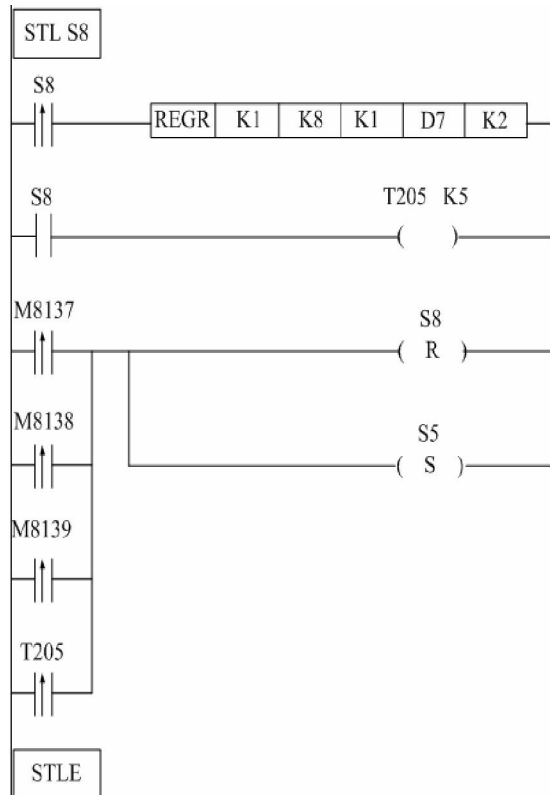 STL S8
S8
REGR K1 K8 K1 D7 K2
S8
T205 K5
( )
M8137
S8
( R )
M8138
S5
( S )
M8139
T205
STLE